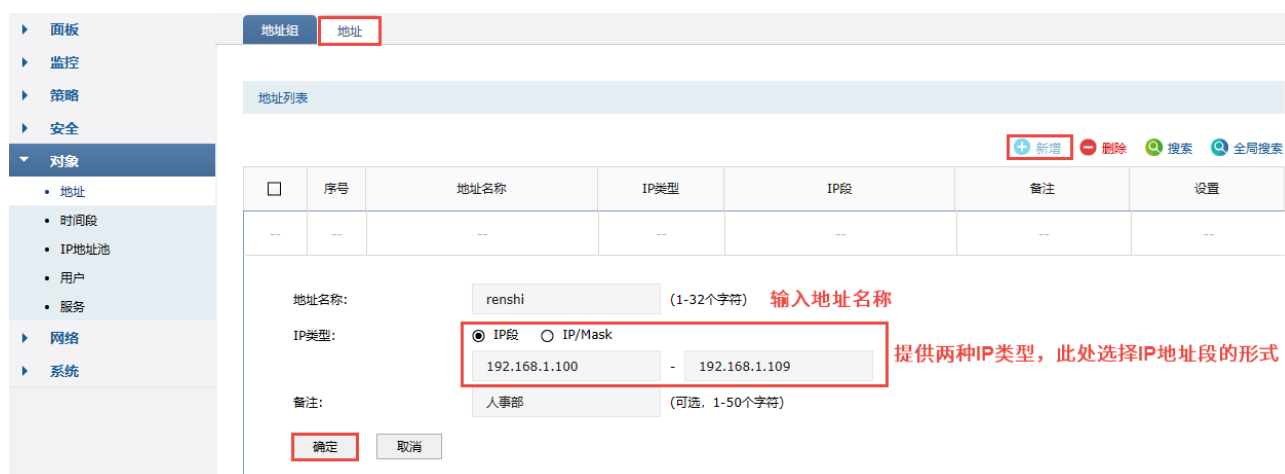 面板
监控
策略
安全
对象
• 地址
• 时间段
• IP地址池
• 用户
• 服务
网络
系统
地址组 地址
地址列表
新增 删除 搜索 全局搜索
序号 地址名称 IP类型 IP段 备注 设置
-- -- -- -- -- -- --
地址名称: renshi (1-32个字符) 输入地址名称
IP类型: IP段 IP/Mask
192.168.1.100 - 192.168.1.109 提供两种IP类型，此处选择IP地址段的形式
备注: 人事部 (可选, 1-50个字符)
确定 取消